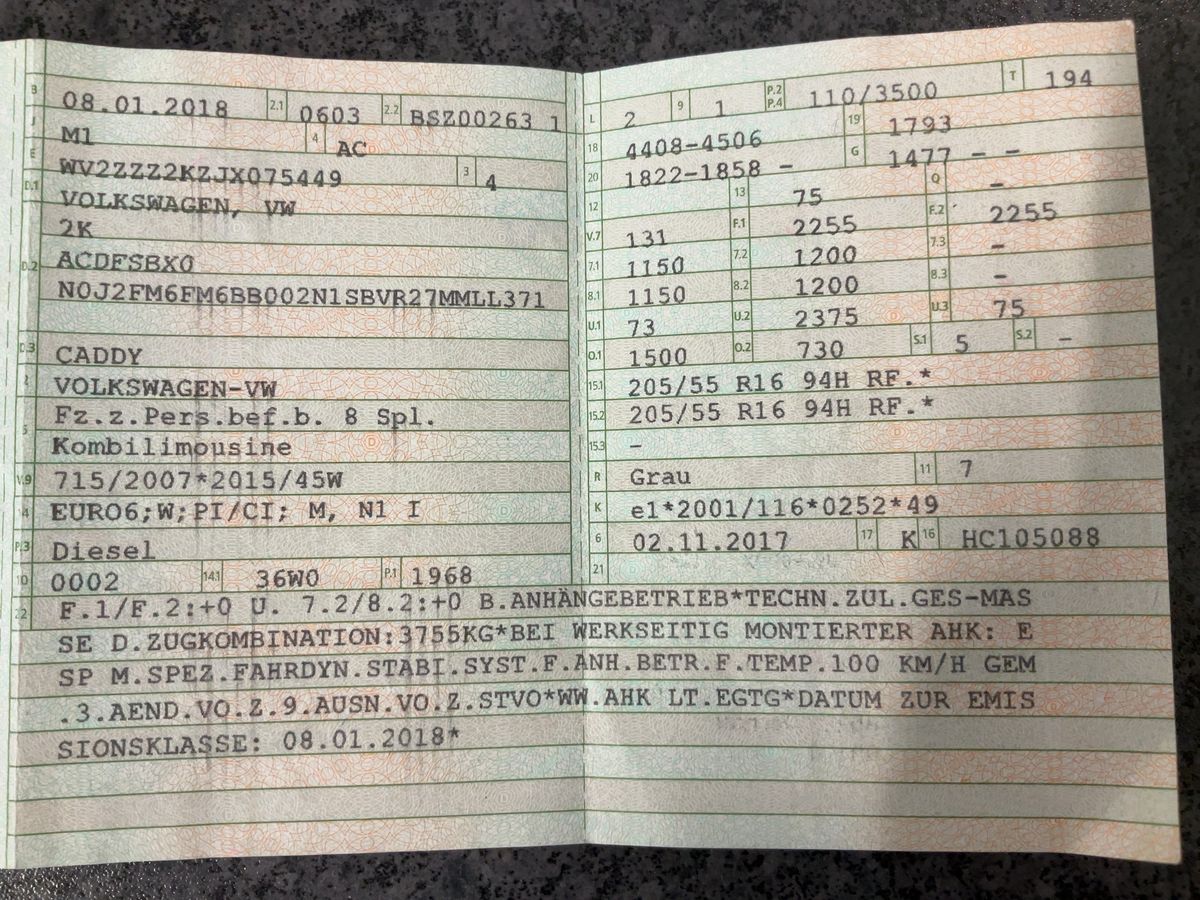 B 08.01.2018 2.1 0603 2.2 BSZ00263 1
J M1 4 AC
E WV2ZZZ2KZJX075449 3 4
D.1 VOLKSWAGEN, VW
2K
D.2 ACDFSBX0
N0J2FM6FM6BB002N1SBVR27MMLL371
D.3 CADDY
2 VOLKSWAGEN-VW
Fz.z.Pers.bef.b. 8 Spl.
5 Kombilimousine
V.9 715/2007*2015/45W
14 EURO6;W;PI/CI; M, N1 I
P.3 Diesel
10 0002 14.1 36W0 P.1 1968
L 2 9 1 P.2 P.4 110/3500 T 194
18 4408-4506 19 1793
20 1822-1858 - G 1477 - -
12 13 75 Q -
V.7 131 F.1 2255 F.2 2255
7.1 1150 7.2 1200 7.3 -
8.1 1150 8.2 1200 8.3 -
U.1 73 U.2 2375 U.3 75
O.1 1500 O.2 730 S.1 5 S.2 -
15.1 205/55 R16 94H RF.*
15.2 205/55 R16 94H RF.*
15.3 -
R Grau 11 7
K e1*2001/116*0252*49
6 02.11.2017 17 K 16 HC105088
21
22 F.1/F.2:+0 U. 7.2/8.2:+0 B.ANHÄNGEBETRIEB*TECHN.ZUL.GES-MAS
SE D.ZUGKOMBINATION:3755KG*BEI WERKSEITIG MONTIERTER AHK: E
SP M.SPEZ.FAHRDYN.STABI.SYST.F.ANH.BETR.F.TEMP.100 KM/H GEM
.3.AEND.VO.Z.9.AUSN.VO.Z.STVO*WW.AHK LT.EGTG*DATUM ZUR EMIS
SIONSKLASSE: 08.01.2018*